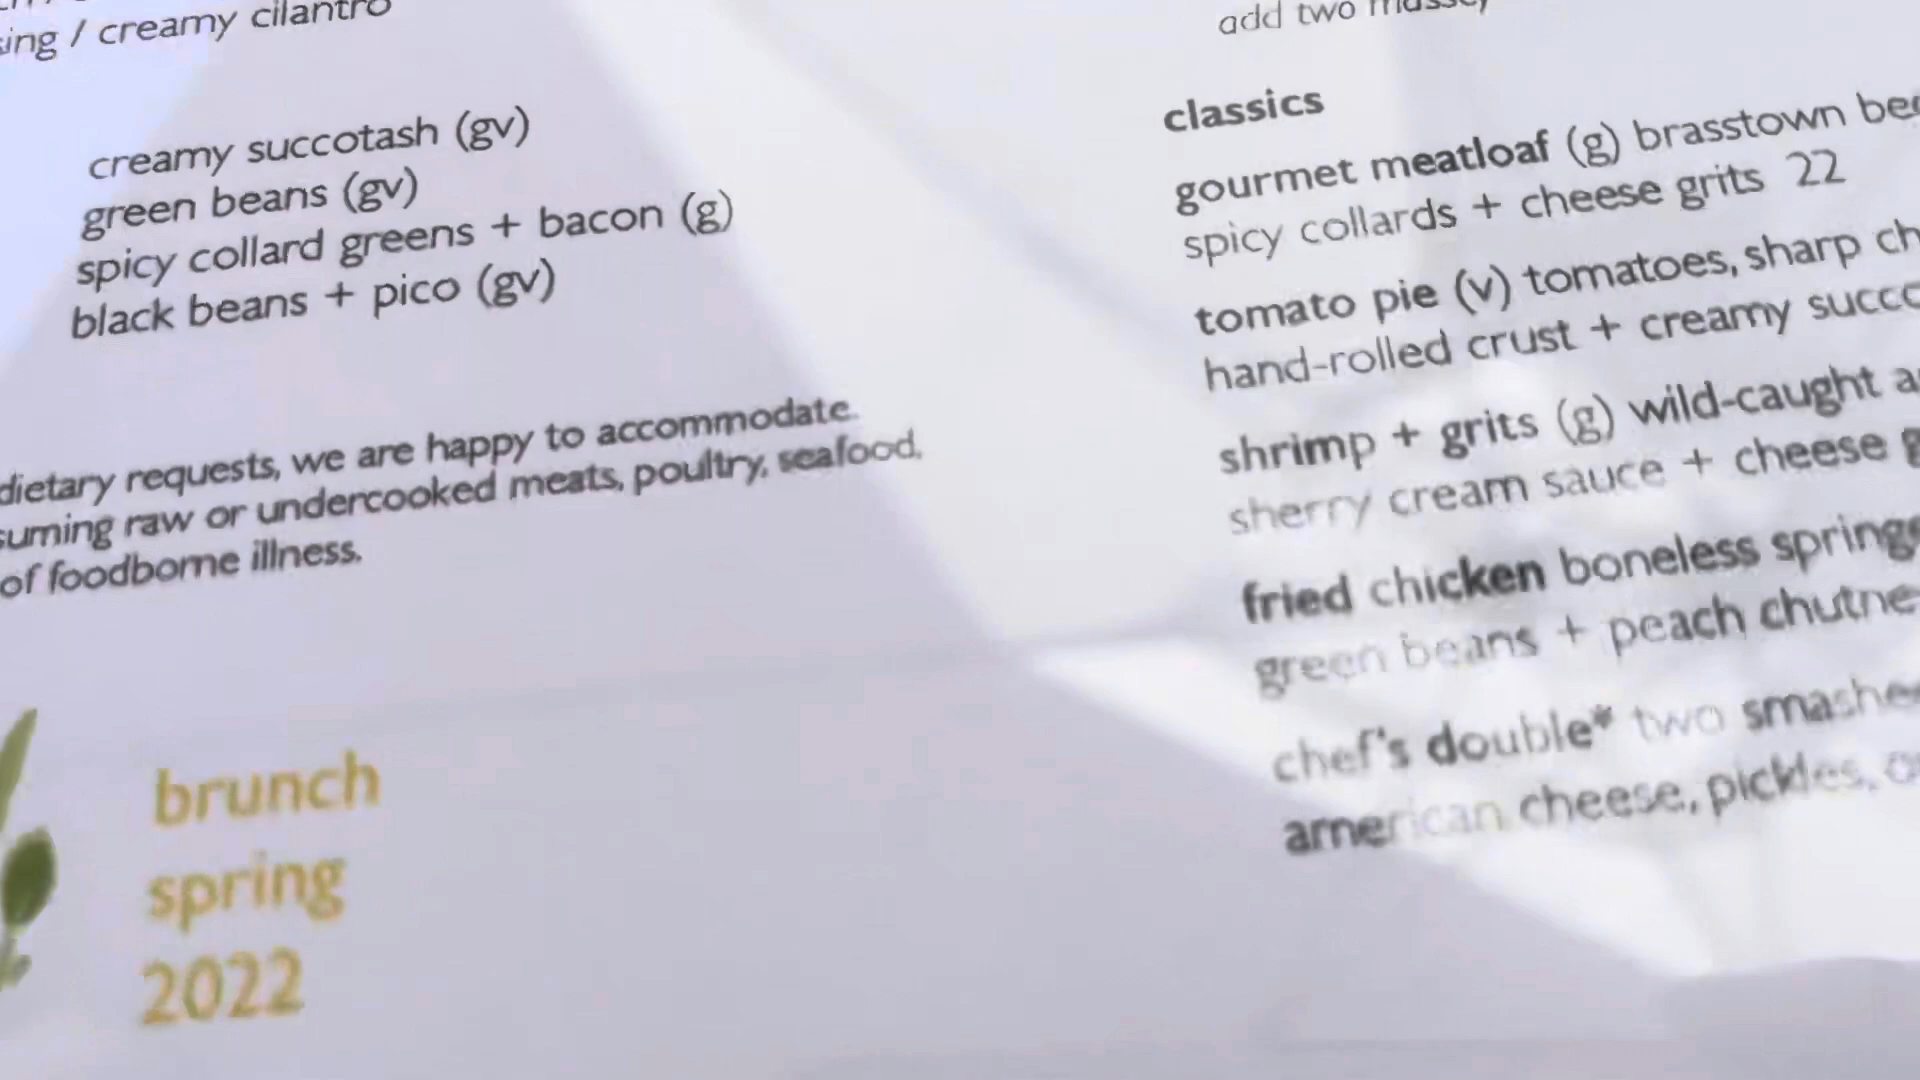 sing / creamy cilantro
creamy succotash (gv)
green beans (gv)
spicy collard greens + bacon (g)
black beans + pico (gv)
dietary requests, we are happy to accommodate.
suming raw or undercooked meats, poultry, seafood,
of foodborne illness.
brunch
spring
2022
add two
classics
gourmet meatloaf (g) brasstown
spicy collards + cheese grits 22
tomato pie (v) tomatoes, sharp ch
hand-rolled crust + creamy succo
shrimp + grits (g) wild-caught
sherry cream sauce + cheese g
fried chicken boneless springe
green beans + peach chutne
chef's double* two smashe
american cheese, pickles,